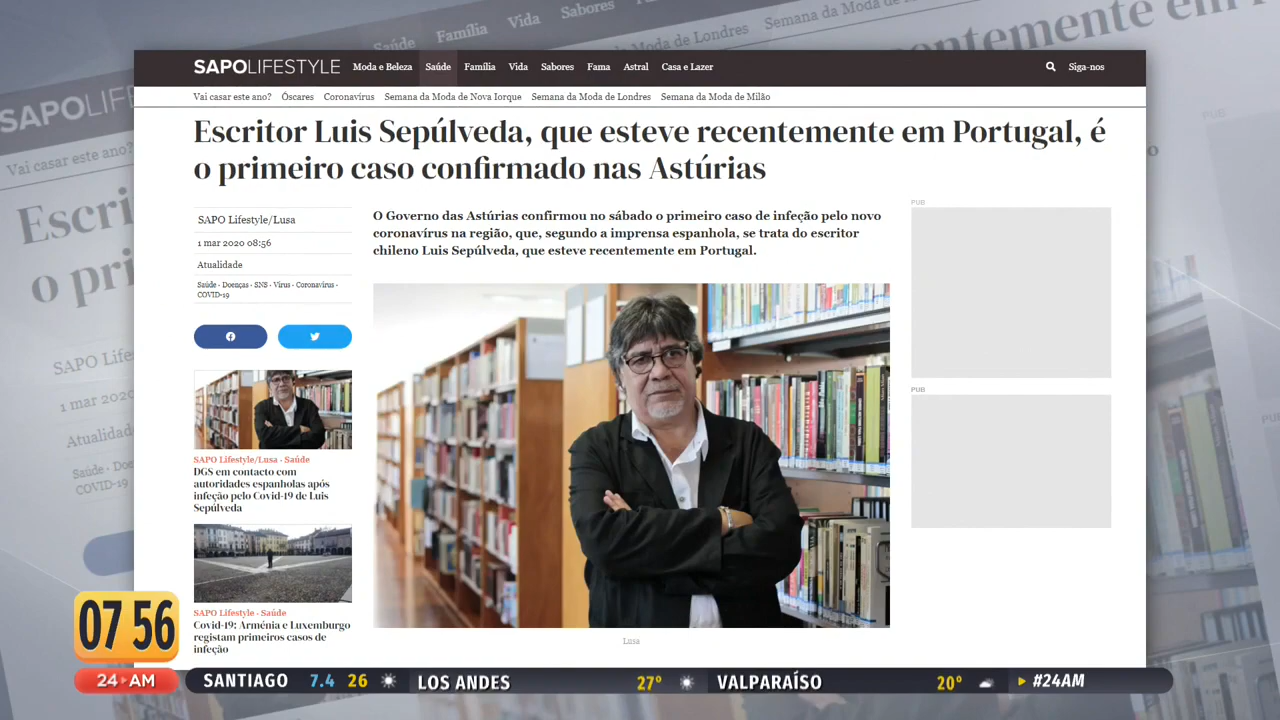 SAPOLIFESTYLE Moda e Beleza Saúde Família Vida Sabores Fama Astral Casa e Lazer Siga-nos
Vai casar este ano? Óscares Coronavírus Semana da Moda de Nova Iorque Semana da Moda de Londres Semana da Moda de Milão
Escritor Luis Sepúlveda, que esteve recentemente em Portugal, é
o primeiro caso confirmado nas Astúrias
SAPO Lifestyle/Lusa
1 mar 2020 08:56
Atualidade
Saúde · Doenças · SNS · Vírus · Coronavírus ·
COVID-19
O Governo das Astúrias confirmou no sábado o primeiro caso de infeção pelo novo
coronavírus na região, que, segundo a imprensa espanhola, se trata do escritor
chileno Luis Sepúlveda, que esteve recentemente em Portugal.
PUB
PUB
SAPO Lifestyle/Lusa · Saúde
DGS em contacto com
autoridades espanholas após
infeção pelo Covid-19 de Luis
Sepúlveda
SAPO Lifestyle · Saúde
Covid-19: Arménia e Luxemburgo
registam primeiros casos de
infeção
Lusa
07 56
24 AM
SANTIAGO 7.4 26 LOS ANDES 27° VALPARAÍSO 20° #24AM